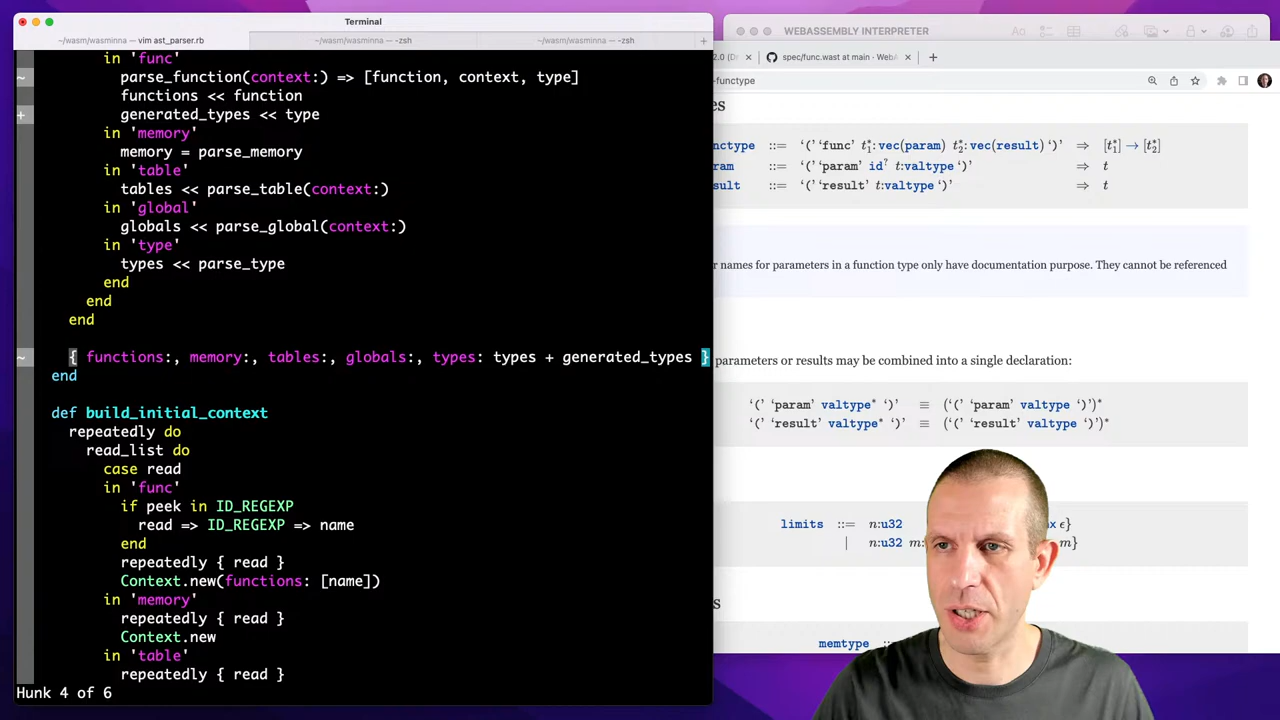 Terminal
~/wasm/wasminna — vim ast_parser.rb
~/wasm/wasminna — -zsh
~/wasm/wasminna — -zsh
+
in 'func'
~ parse_function(context:) => [function, context, type]
functions << function
+ generated_types << type
in 'memory'
memory = parse_memory
in 'table'
tables << parse_table(context:)
in 'global'
globals << parse_global(context:)
in 'type'
types << parse_type
end
end
end
~ { functions:, memory:, tables:, globals:, types: types + generated_types }
end
def build_initial_context
repeatedly do
read_list do
case read
in 'func'
if peek in ID_REGEXP
read => ID_REGEXP => name
end
repeatedly { read }
Context.new(functions: [name])
in 'memory'
repeatedly { read }
Context.new
in 'table'
repeatedly { read }
Hunk 4 of 6
WEBASSEMBLY INTERPRETER
2.0 (Dr
spec/func.wast at main · WebA
-functype
es
nctype ::= ‘(’ ‘func’ t₁*:vec(param) t₂*:vec(result) ‘)’ ⇒ [t₁*] → [t₂*]
ram ::= ‘(’ ‘param’ id? t:valtype ‘)’ ⇒ t
sult ::= ‘(’ ‘result’ t:valtype ‘)’ ⇒ t
r names for parameters in a function type only have documentation purpose. They cannot be referenced
parameters or results may be combined into a single declaration:
‘(’ ‘param’ valtype* ‘)’ ≡ (‘(’ ‘param’ valtype ‘)’)*
‘(’ ‘result’ valtype* ‘)’ ≡ (‘(’ ‘result’ valtype ‘)’)*
limits ::= n:u32 ϵ}
| n:u32 m: m}
s
memtype ::=